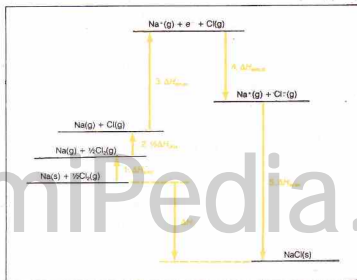 Na⁺(g) + e⁻ + Cl(g)
3. ΔH
4. ΔH
Na⁺(g) + Cl⁻(g)
Na(g) + Cl(g)
2. ½ΔH
Na(g) + ½Cl₂(g)
1. ΔH
Na(s) + ½Cl₂(g)
5. ΔH
miPedia.
NaCl(s)